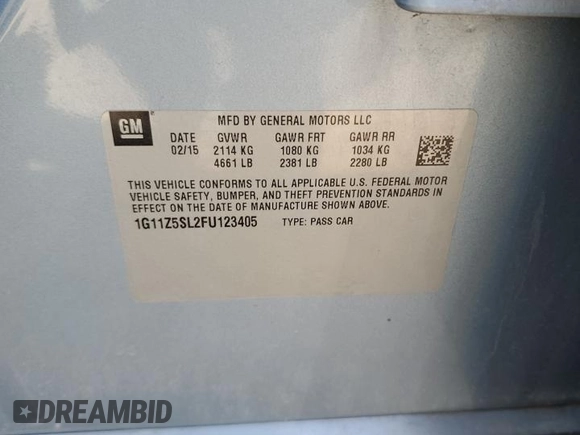 GM
MFD BY GENERAL MOTORS LLC
DATE GVWR GAWR FRT GAWR RR
02/15 2114 KG 1080 KG 1034 KG
4661 LB 2381 LB 2280 LB
THIS VEHICLE CONFORMS TO ALL APPLICABLE U.S. FEDERAL MOTOR
VEHICLE SAFETY, BUMPER, AND THEFT PREVENTION STANDARDS IN
EFFECT ON THE DATE OF MANUFACTURE SHOWN ABOVE.
1G11Z5SL2FU123405 TYPE: PASS CAR
DREAMBID